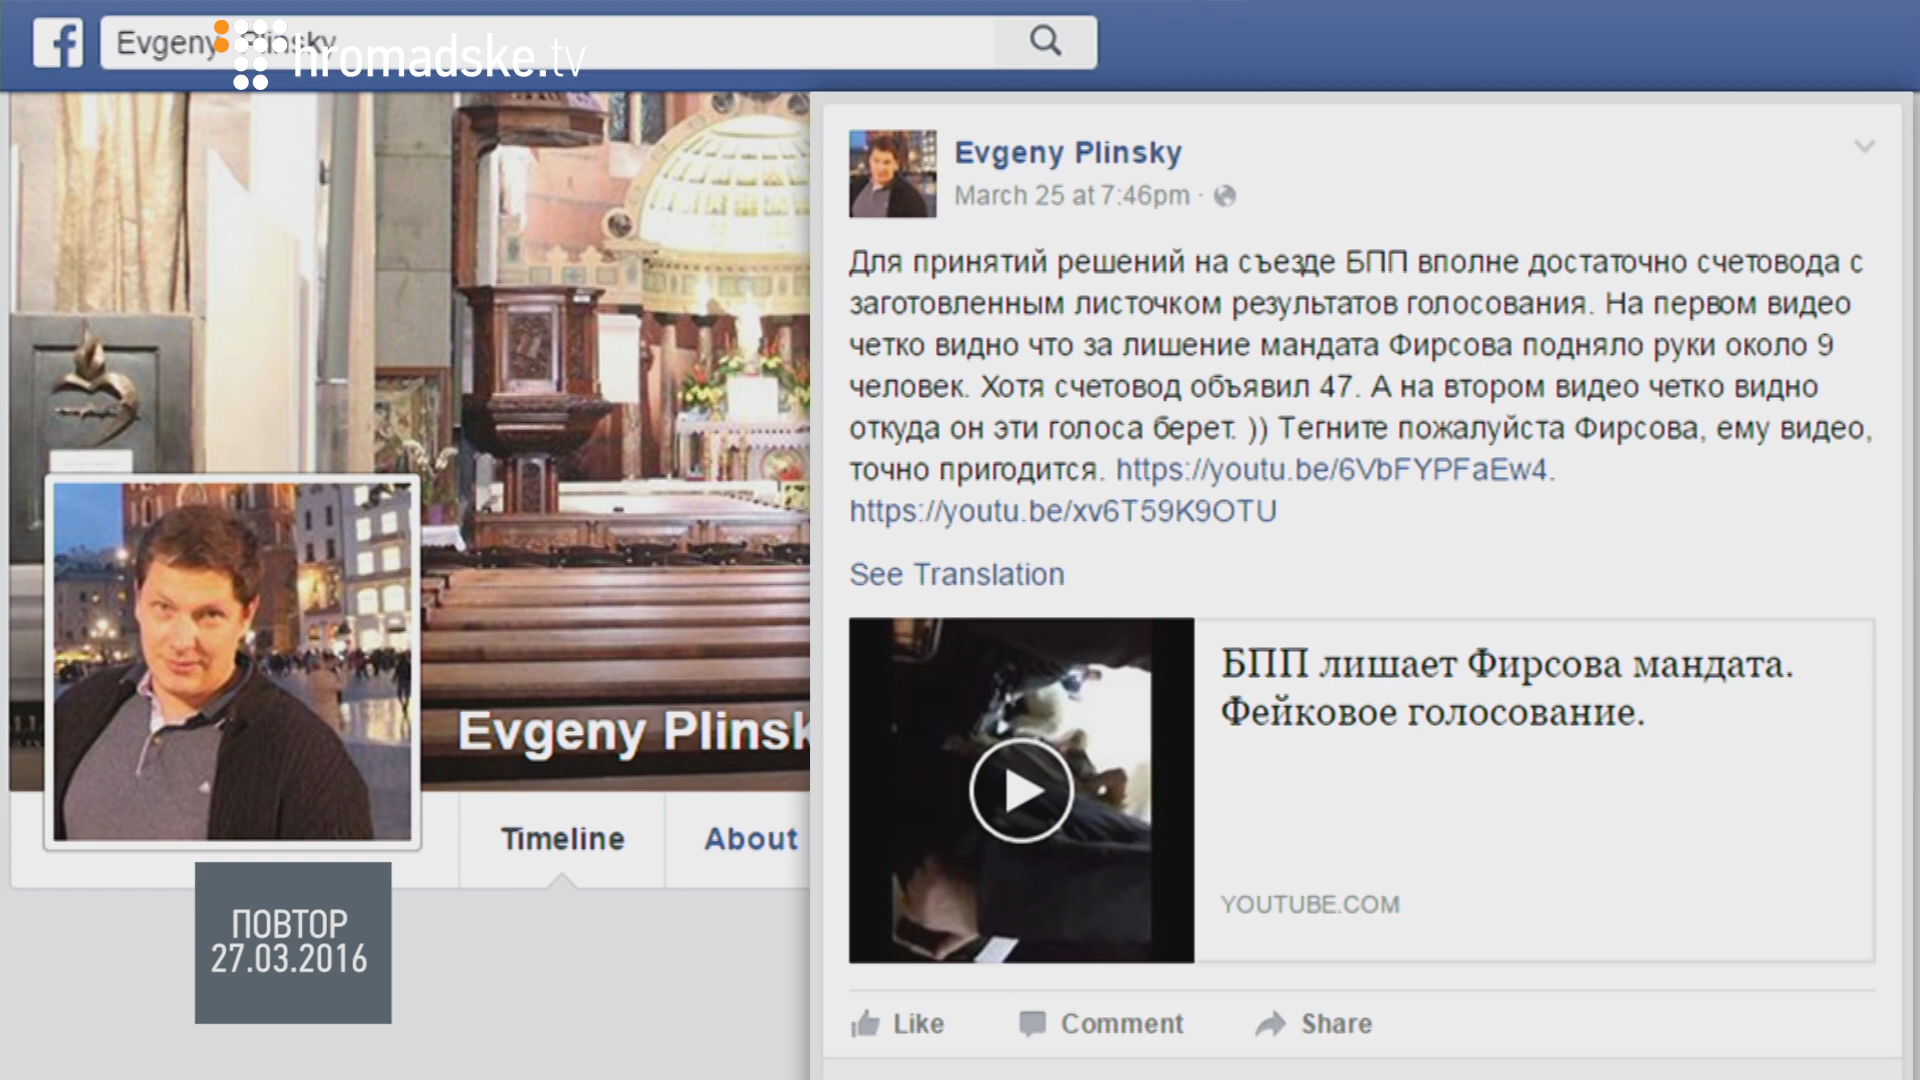 Evgeny Plinsky
hromadske.tv
Evgeny Plinsky
March 25 at 7:46pm ·
Для принятий решений на съезде БПП вполне достаточно счетовода с
заготовленным листочком результатов голосования. На первом видео
четко видно что за лишение мандата Фирсова подняло руки около 9
человек. Хотя счетовод объявил 47. А на втором видео четко видно
откуда он эти голоса берет. )) Тегните пожалуйста Фирсова, ему видео,
точно пригодится. https://youtu.be/6VbFYPFaEw4.
https://youtu.be/xv6T59K9OTU
See Translation
БПП лишает Фирсова мандата.
Фейковое голосование.
YOUTUBE.COM
Like Comment Share
Evgeny Plinsk
Timeline About
ПОВТОР
27.03.2016